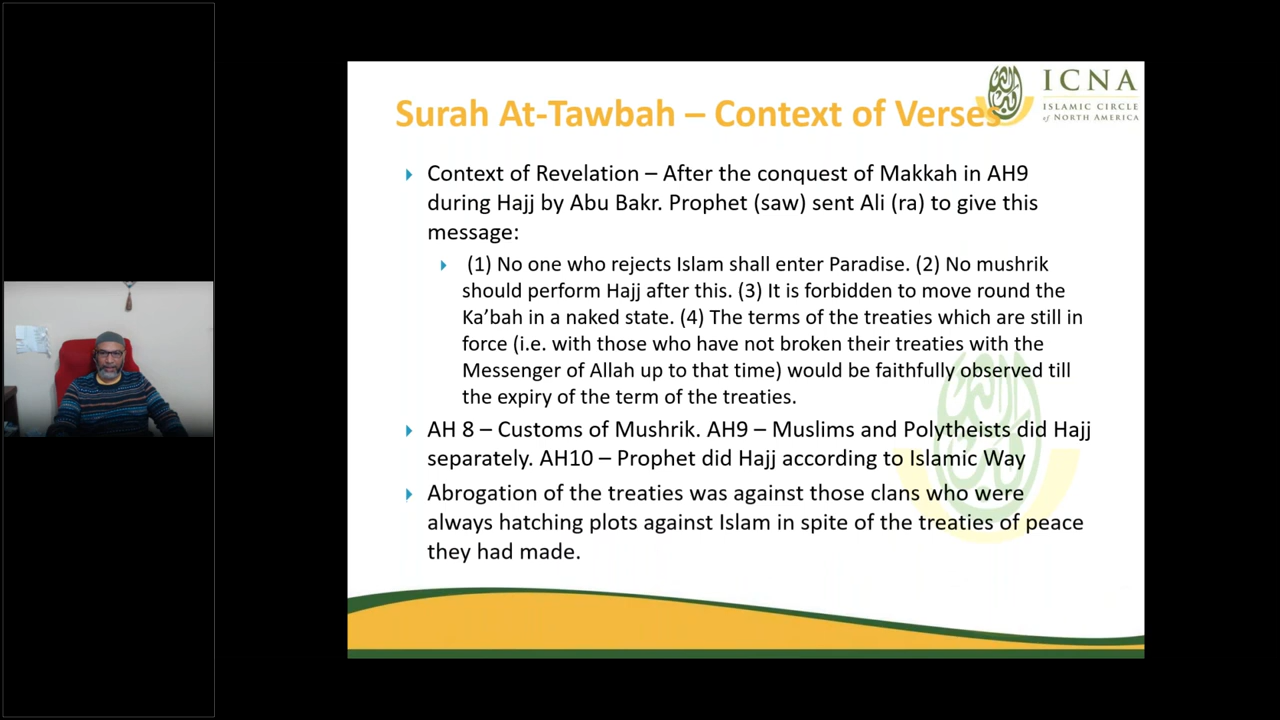 ICNA
ISLAMIC CIRCLE
of NORTH AMERICA
Surah At-Tawbah – Context of Verses
Context of Revelation – After the conquest of Makkah in AH9
during Hajj by Abu Bakr. Prophet (saw) sent Ali (ra) to give this
message:
(1) No one who rejects Islam shall enter Paradise. (2) No mushrik
should perform Hajj after this. (3) It is forbidden to move round the
Ka’bah in a naked state. (4) The terms of the treaties which are still in
force (i.e. with those who have not broken their treaties with the
Messenger of Allah up to that time) would be faithfully observed till
the expiry of the term of the treaties.
AH 8 – Customs of Mushrik. AH9 – Muslims and Polytheists did Hajj
separately. AH10 – Prophet did Hajj according to Islamic Way
Abrogation of the treaties was against those clans who were
always hatching plots against Islam in spite of the treaties of peace
they had made.